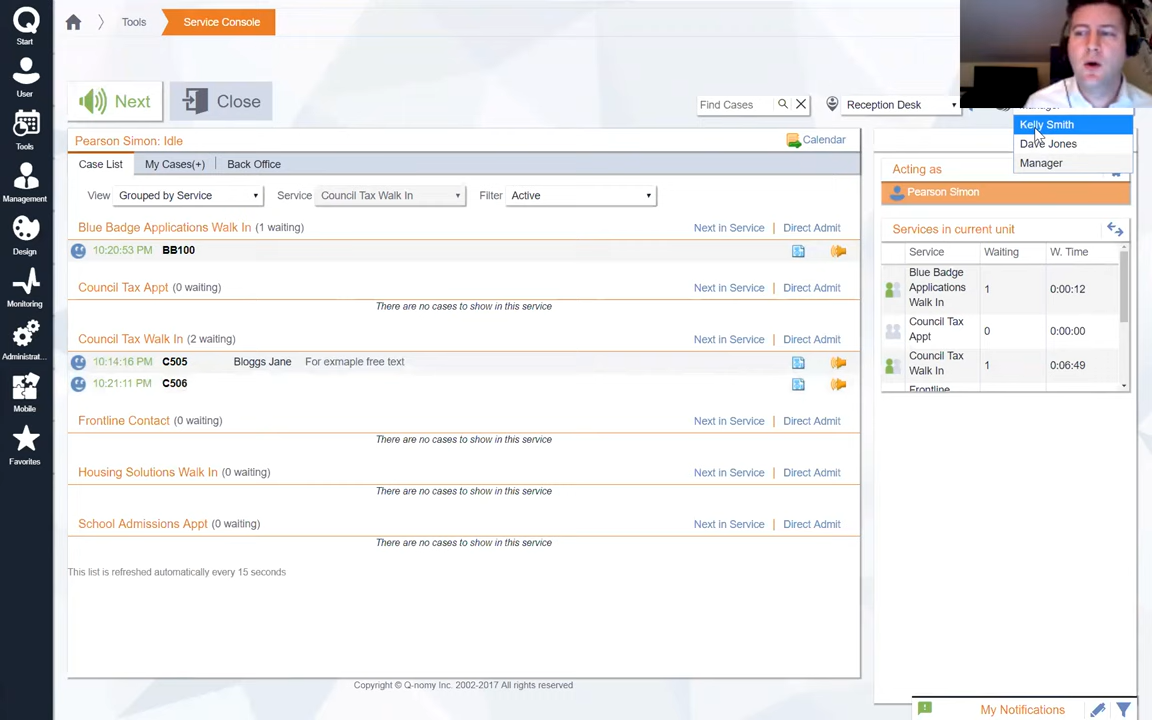 Start
User
Tools
Management
Design
Monitoring
Administrat...
Mobile
Favorites
Tools
Service Console
Next
Close
Find Cases
Reception Desk
Kelly Smith
Dave Jones
Manager
Pearson Simon: Idle
Calendar
Case List
My Cases(+)
Back Office
View Grouped by Service Service Council Tax Walk In Filter Active
Blue Badge Applications Walk In (1 waiting) Next in Service | Direct Admit
10:20:53 PM BB100
Council Tax Appt (0 waiting) Next in Service | Direct Admit
There are no cases to show in this service
Council Tax Walk In (2 waiting) Next in Service | Direct Admit
10:14:16 PM C505 Bloggs Jane For exmaple free text
10:21:11 PM C506
Frontline Contact (0 waiting) Next in Service | Direct Admit
There are no cases to show in this service
Housing Solutions Walk In (0 waiting) Next in Service | Direct Admit
There are no cases to show in this service
School Admissions Appt (0 waiting) Next in Service | Direct Admit
There are no cases to show in this service
This list is refreshed automatically every 15 seconds
Acting as
Pearson Simon
Services in current unit
Service Waiting W. Time
Blue Badge
Applications 1 0:00:12
Walk In
Council Tax
Appt 0 0:00:00
Council Tax
Walk In 1 0:06:49
Frontline
Copyright © Q-nomy Inc. 2002-2017 All rights reserved
My Notifications